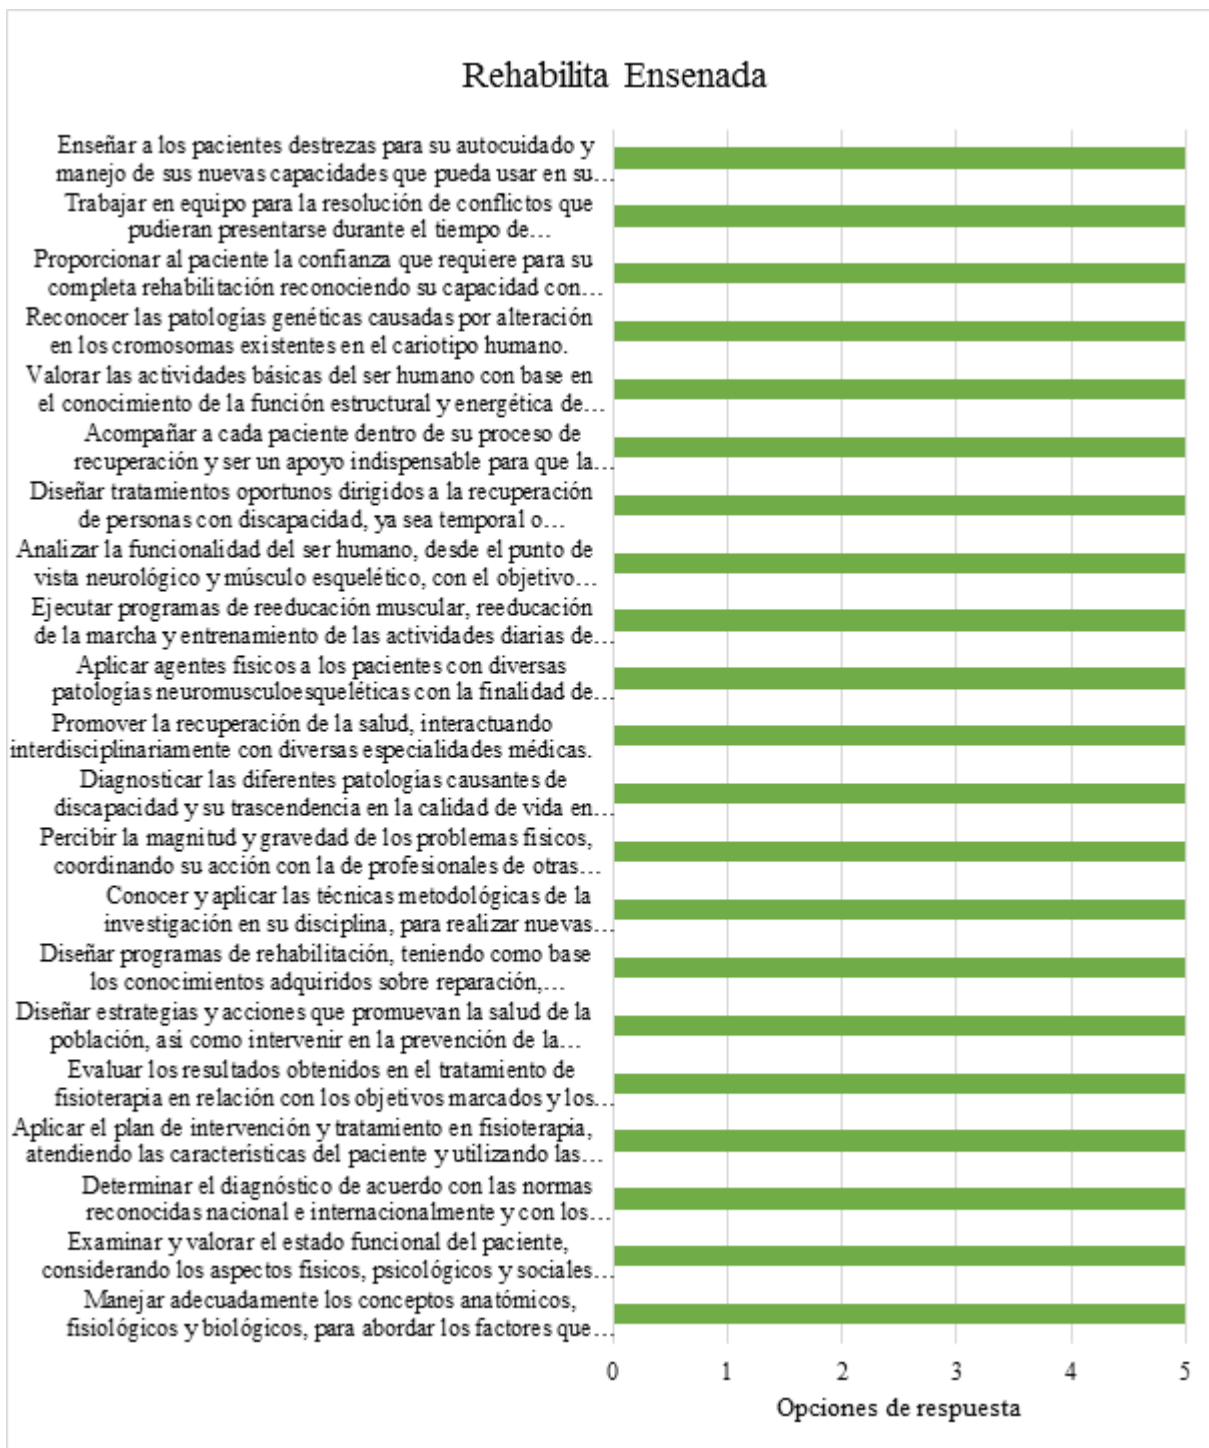 Rehabilita Ensenada
Enseñar a los pacientes destrezas para su autocuidado y
manejo de sus nuevas capacidades que pueda usar en su…
Trabajar en equipo para la resolución de conflictos que
pudieran presentarse durante el tiempo de…
Proporcionar al paciente la confianza que requiere para su
completa rehabilitación reconociendo su capacidad con…
Reconocer las patologías genéticas causadas por alteración
en los cromosomas existentes en el cariotipo humano.
Valorar las actividades básicas del ser humano con base en
el conocimiento de la función estructural y energética de…
Acompañar a cada paciente dentro de su proceso de
recuperación y ser un apoyo indispensable para que la…
Diseñar tratamientos oportunos dirigidos a la recuperación
de personas con discapacidad, ya sea temporal o…
Analizar la funcionalidad del ser humano, desde el punto de
vista neurológico y músculo esquelético, con el objetivo…
Ejecutar programas de reeducación muscular, reeducación
de la marcha y entrenamiento de las actividades diarias de…
Aplicar agentes físicos a los pacientes con diversas
patologías neuromusculoesqueléticas con la finalidad de…
Promover la recuperación de la salud, interactuando
interdisciplinariamente con diversas especialidades médicas.
Diagnosticar las diferentes patologías causantes de
discapacidad y su trascendencia en la calidad de vida en…
Percibir la magnitud y gravedad de los problemas físicos,
coordinando su acción con la de profesionales de otras…
Conocer y aplicar las técnicas metodológicas de la
investigación en su disciplina, para realizar nuevas…
Diseñar programas de rehabilitación, teniendo como base
los conocimientos adquiridos sobre reparación,…
Diseñar estrategias y acciones que promuevan la salud de la
población, así como intervenir en la prevención de la…
Evaluar los resultados obtenidos en el tratamiento de
fisioterapia en relación con los objetivos marcados y los…
Aplicar el plan de intervención y tratamiento en fisioterapia,
atendiendo las características del paciente y utilizando las…
Determinar el diagnóstico de acuerdo con las normas
reconocidas nacional e internacionalmente y con los…
Examinar y valorar el estado funcional del paciente,
considerando los aspectos físicos, psicológicos y sociales…
Manejar adecuadamente los conceptos anatómicos,
fisiológicos y biológicos, para abordar los factores que…
0 1 2 3 4 5
Opciones de respuesta